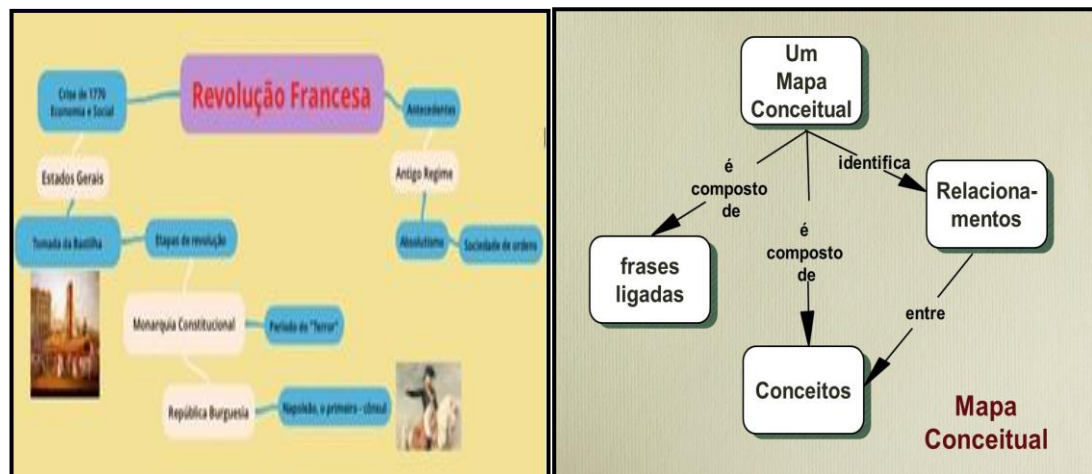 Revolução Francesa
Crise de 1770
Economia e Social
Antecedentes
Estados Gerais
Antigo Regime
Tomada da Bastilha
Etapas de revolução
Absolutismo
Sociedade de ordens
Monarquia Constitucional
Período do "Terror"
República Burguesia
Napoleão, o primeiro - cônsul
Um
Mapa
Conceitual
é
composto
de
é
composto
de
identifica
Relaciona-
mentos
frases
ligadas
entre
Conceitos
Mapa
Conceitual